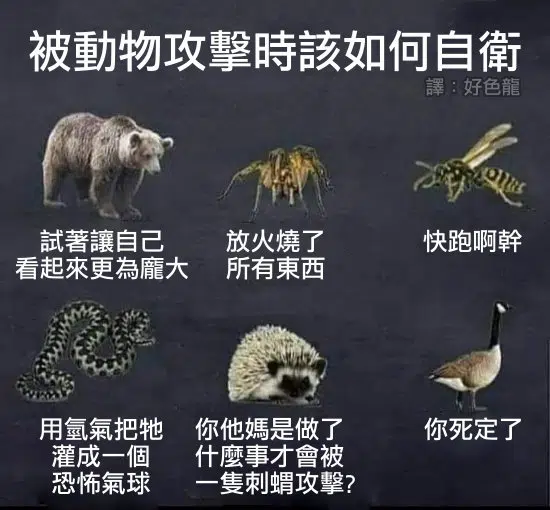 被動物攻擊時該如何自衛
譯：好色龍
試著讓自己
看起來更為龐大
放火燒了
所有東西
快跑啊幹
用氫氣把牠
灌成一個
恐怖氣球
你他媽是做了
什麼事才會被
一隻刺蝟攻擊?
你死定了